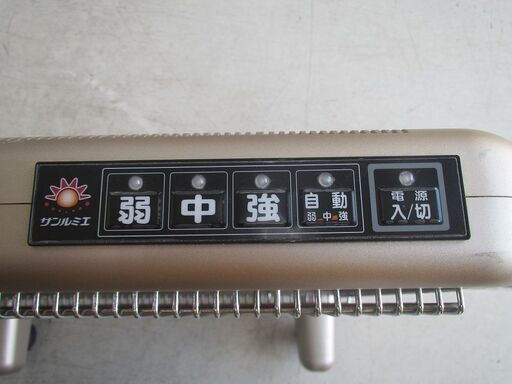 サンルミエ
弱
中
強
自動
弱→中→強
電源
入/切